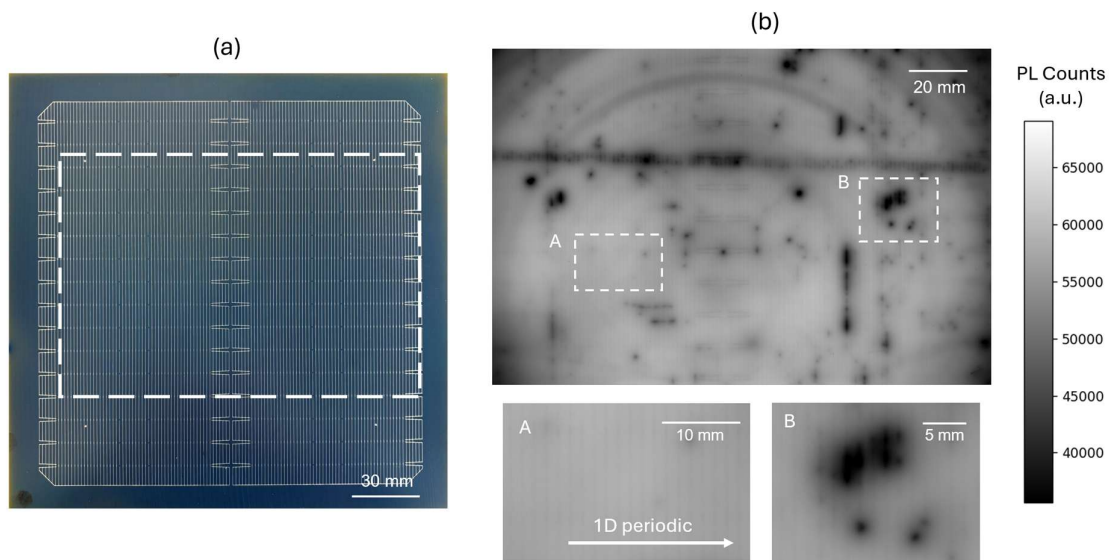 (a)
30 mm
(b)
20 mm
A
B
A
10 mm
1D periodic
B
5 mm
PL Counts
(a.u.)
65000
60000
55000
50000
45000
40000